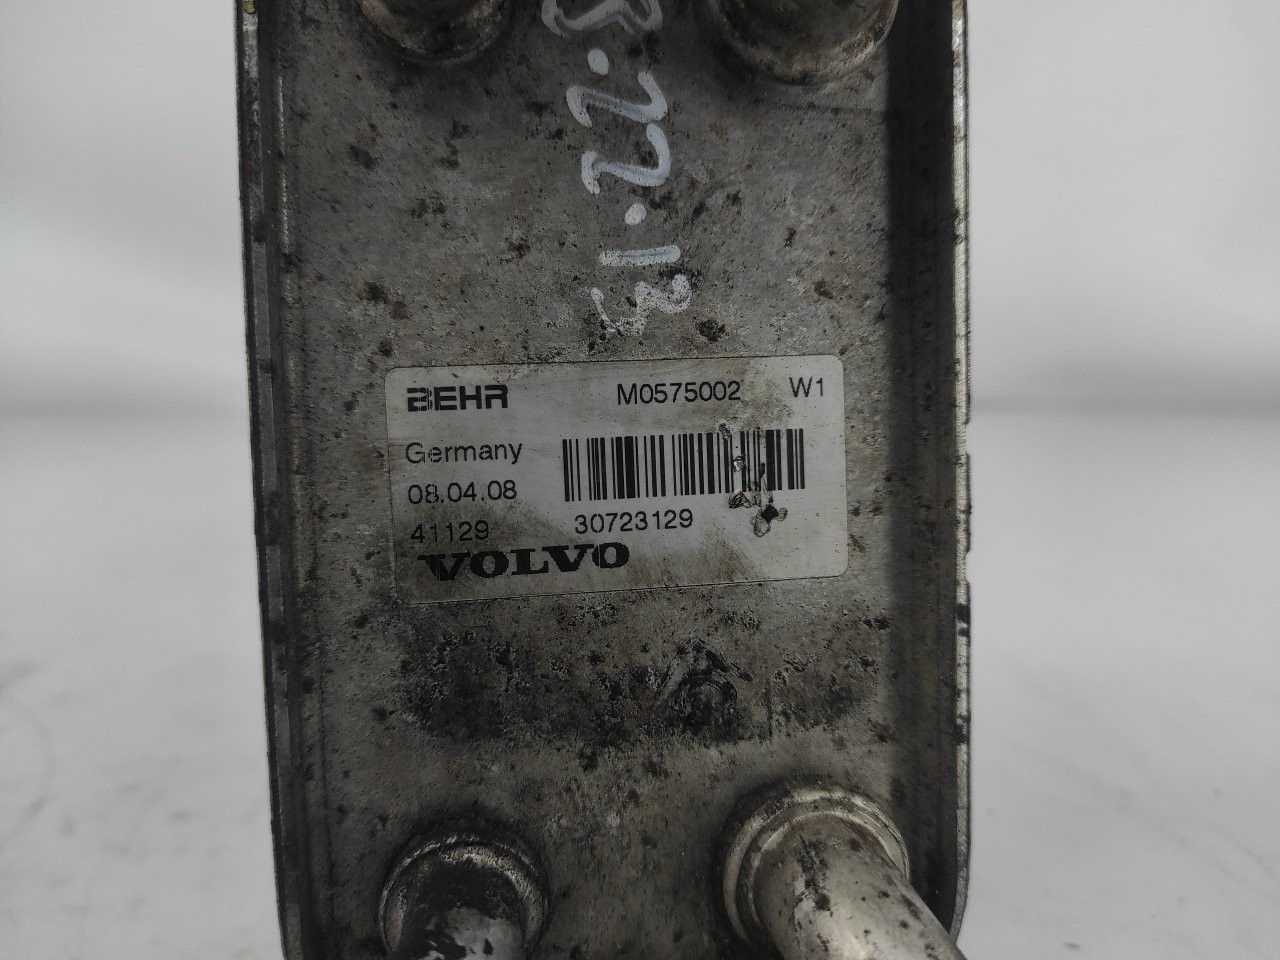 BEHR M0575002 W1
Germany
08.04.08
41129 30723129
VOLVO